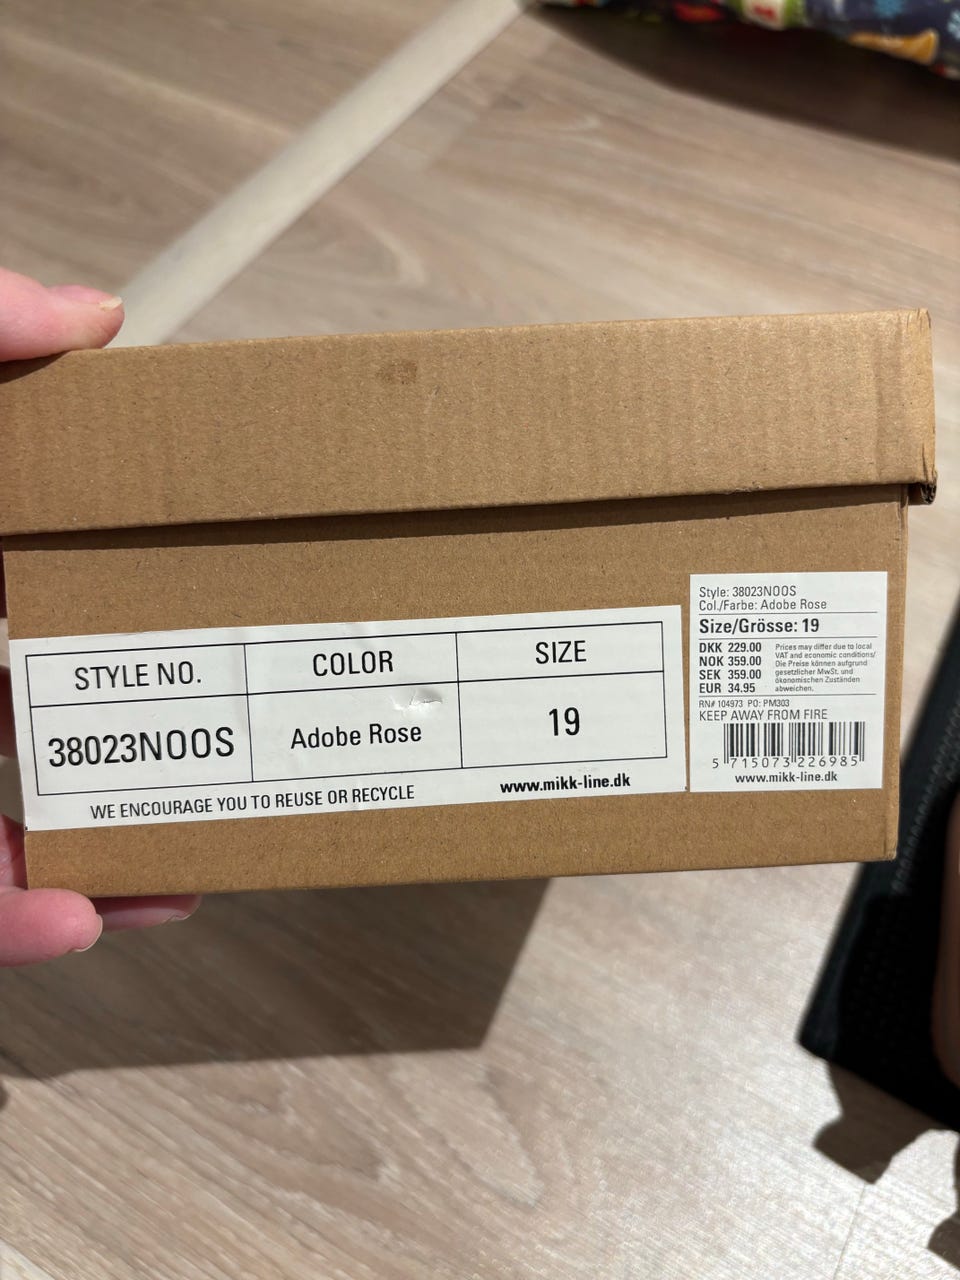 STYLE NO. COLOR SIZE
38023NOOS Adobe Rose 19
WE ENCOURAGE YOU TO REUSE OR RECYCLE www.mikk-line.dk
Style: 38023NOOS
Col./Farbe: Adobe Rose
Size/Grösse: 19
DKK 229.00
NOK 359.00
SEK 359.00
EUR 34.95
Prices may differ due to local
VAT and economic conditions/
Die Preise können aufgrund
gesetzlicher MwSt. und
ökonomischen Zuständen
abweichen.
RN# 104973 PO: PM303
KEEP AWAY FROM FIRE
5 715073 226985
www.mikk-line.dk